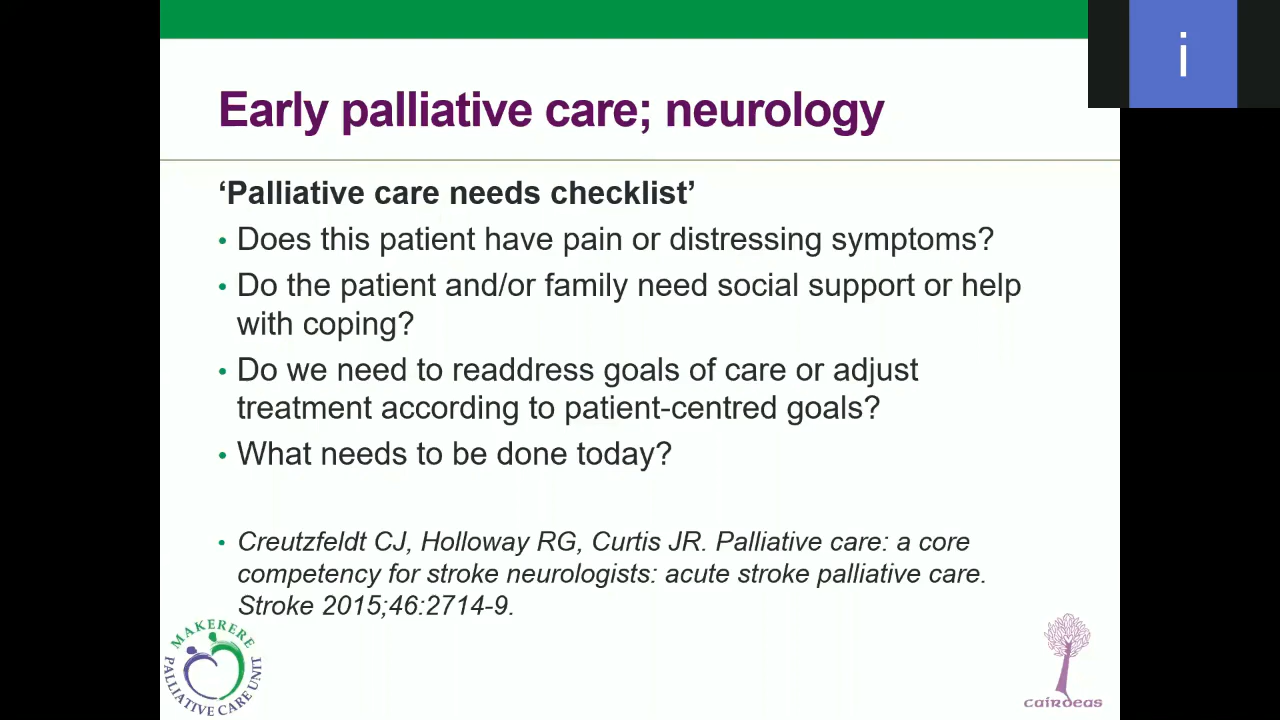 i
Early palliative care; neurology
‘Palliative care needs checklist’
• Does this patient have pain or distressing symptoms?
• Do the patient and/or family need social support or help
with coping?
• Do we need to readdress goals of care or adjust
treatment according to patient-centred goals?
• What needs to be done today?
• Creutzfeldt CJ, Holloway RG, Curtis JR. Palliative care: a core
competency for stroke neurologists: acute stroke palliative care.
Stroke 2015;46:2714-9.
MAKERERE
PALLIATIVE CARE UNIT
cairdeas